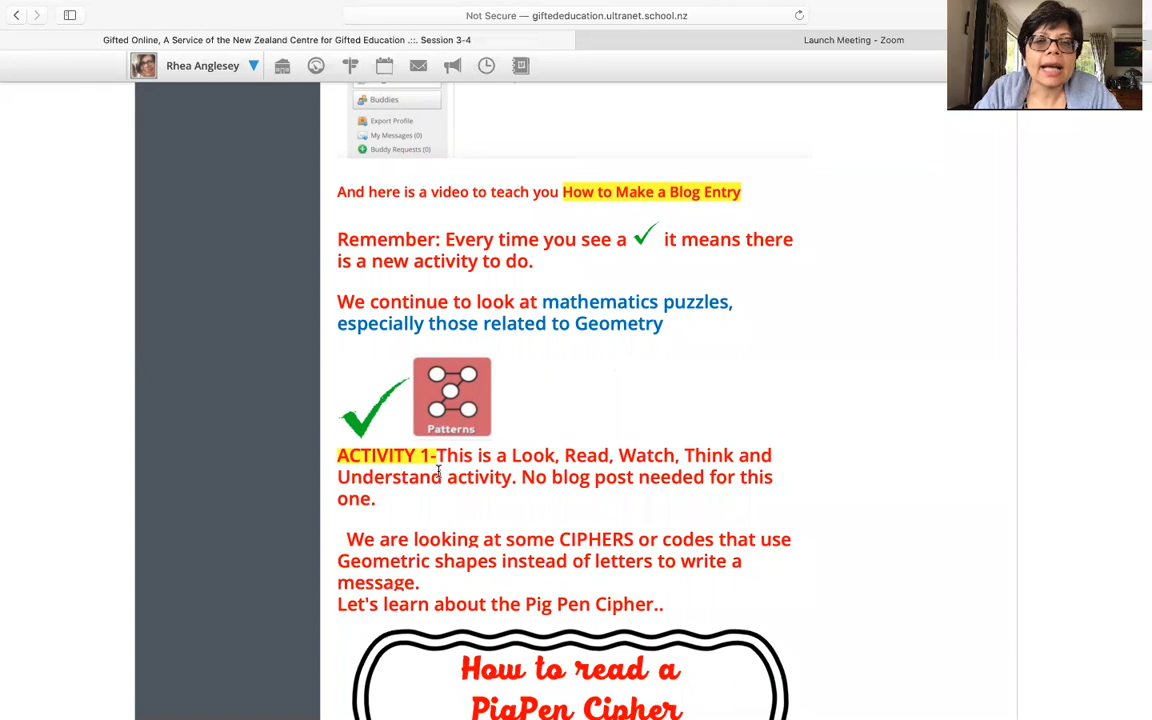 Not Secure — giftededucation.ultranet.school.nz
Gifted Online, A Service of the New Zealand Centre for Gifted Education .::. Session 3-4
Launch Meeting - Zoom
Rhea Anglesey
Buddies
Export Profile
My Messages (0)
Buddy Requests (0)
And here is a video to teach you How to Make a Blog Entry
Remember: Every time you see a it means there
is a new activity to do.
We continue to look at mathematics puzzles,
especially those related to Geometry
Patterns
ACTIVITY 1-This is a Look, Read, Watch, Think and
Understand activity. No blog post needed for this
one.
We are looking at some CIPHERS or codes that use
Geometric shapes instead of letters to write a
message.
Let's learn about the Pig Pen Cipher..
How to read a
PigPen Cipher